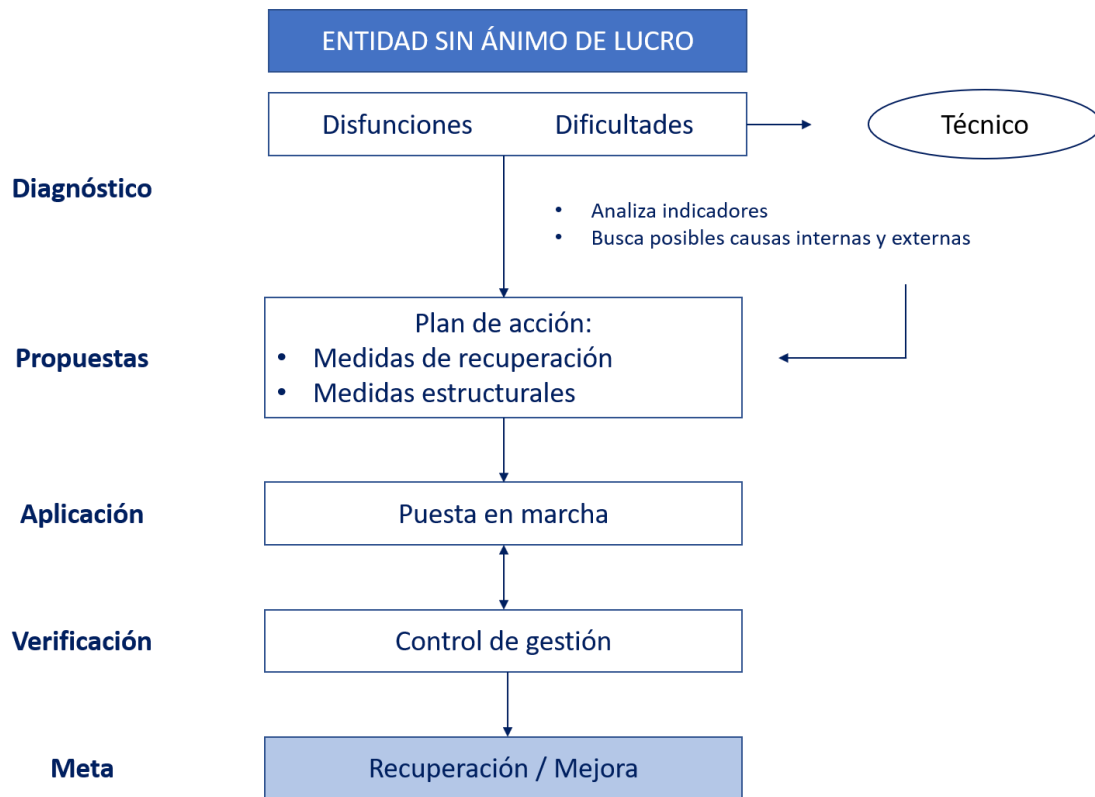 ENTIDAD SIN ÁNIMO DE LUCRO
Disfunciones Dificultades
Técnico
Diagnóstico
• Analiza indicadores
• Busca posibles causas internas y externas
Propuestas
Plan de acción:
• Medidas de recuperación
• Medidas estructurales
Aplicación
Puesta en marcha
Verificación
Control de gestión
Meta
Recuperación / Mejora